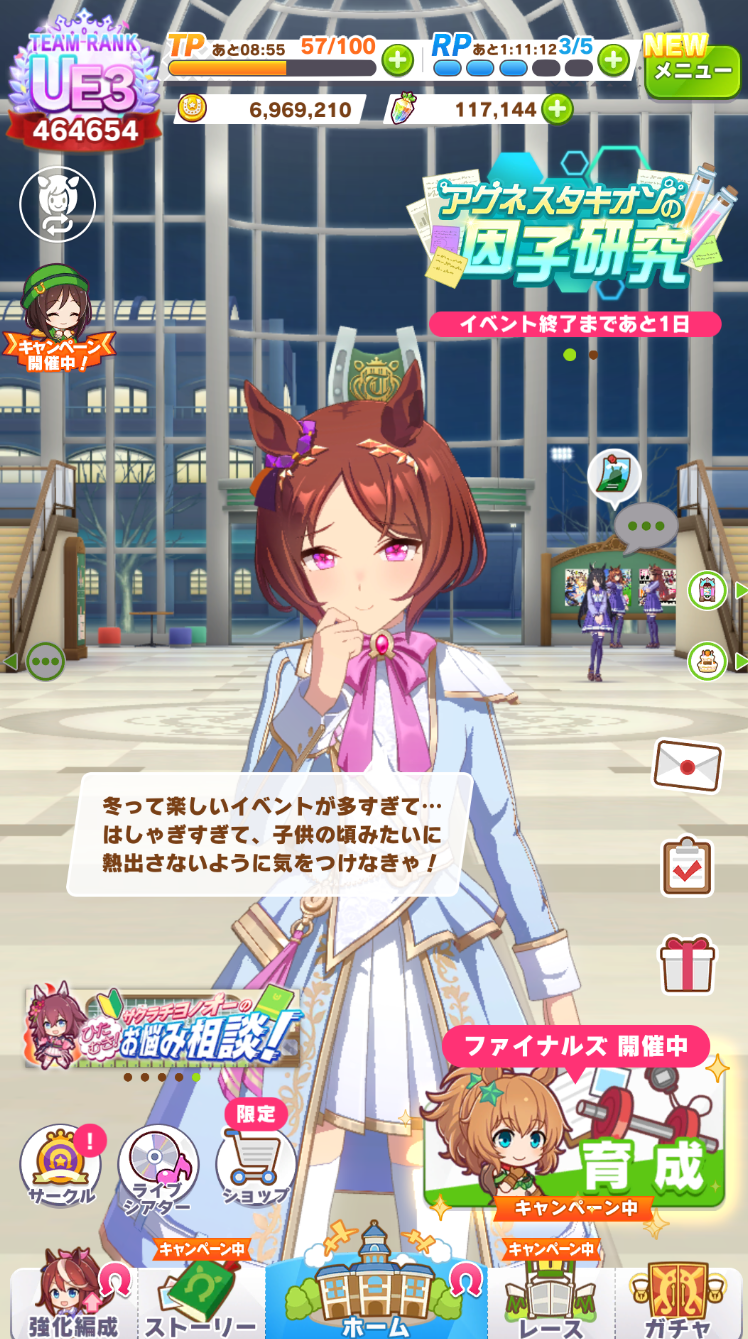 TEAM-RANK
UE3
464654
TP あと08:55 57/100
RP あと1:11:12 3/5
NEW
メニュー
6,969,210
117,144
キャンペーン
開催中！
アグネスタキオンの
因子研究
イベント終了まであと1日
冬って楽しいイベントが多すぎて…
はしゃぎすぎて、子供の頃みたいに
熱出さないように気をつけなきゃ！
サクラチヨノオーの
ひたむき！
お悩み相談！
ファイナルズ 開催中
育成
キャンペーン中
限定
サークル
ライブ
シアター
ショップ
キャンペーン中
キャンペーン中
強化編成
ストーリー
ホーム
レース
ガチャ